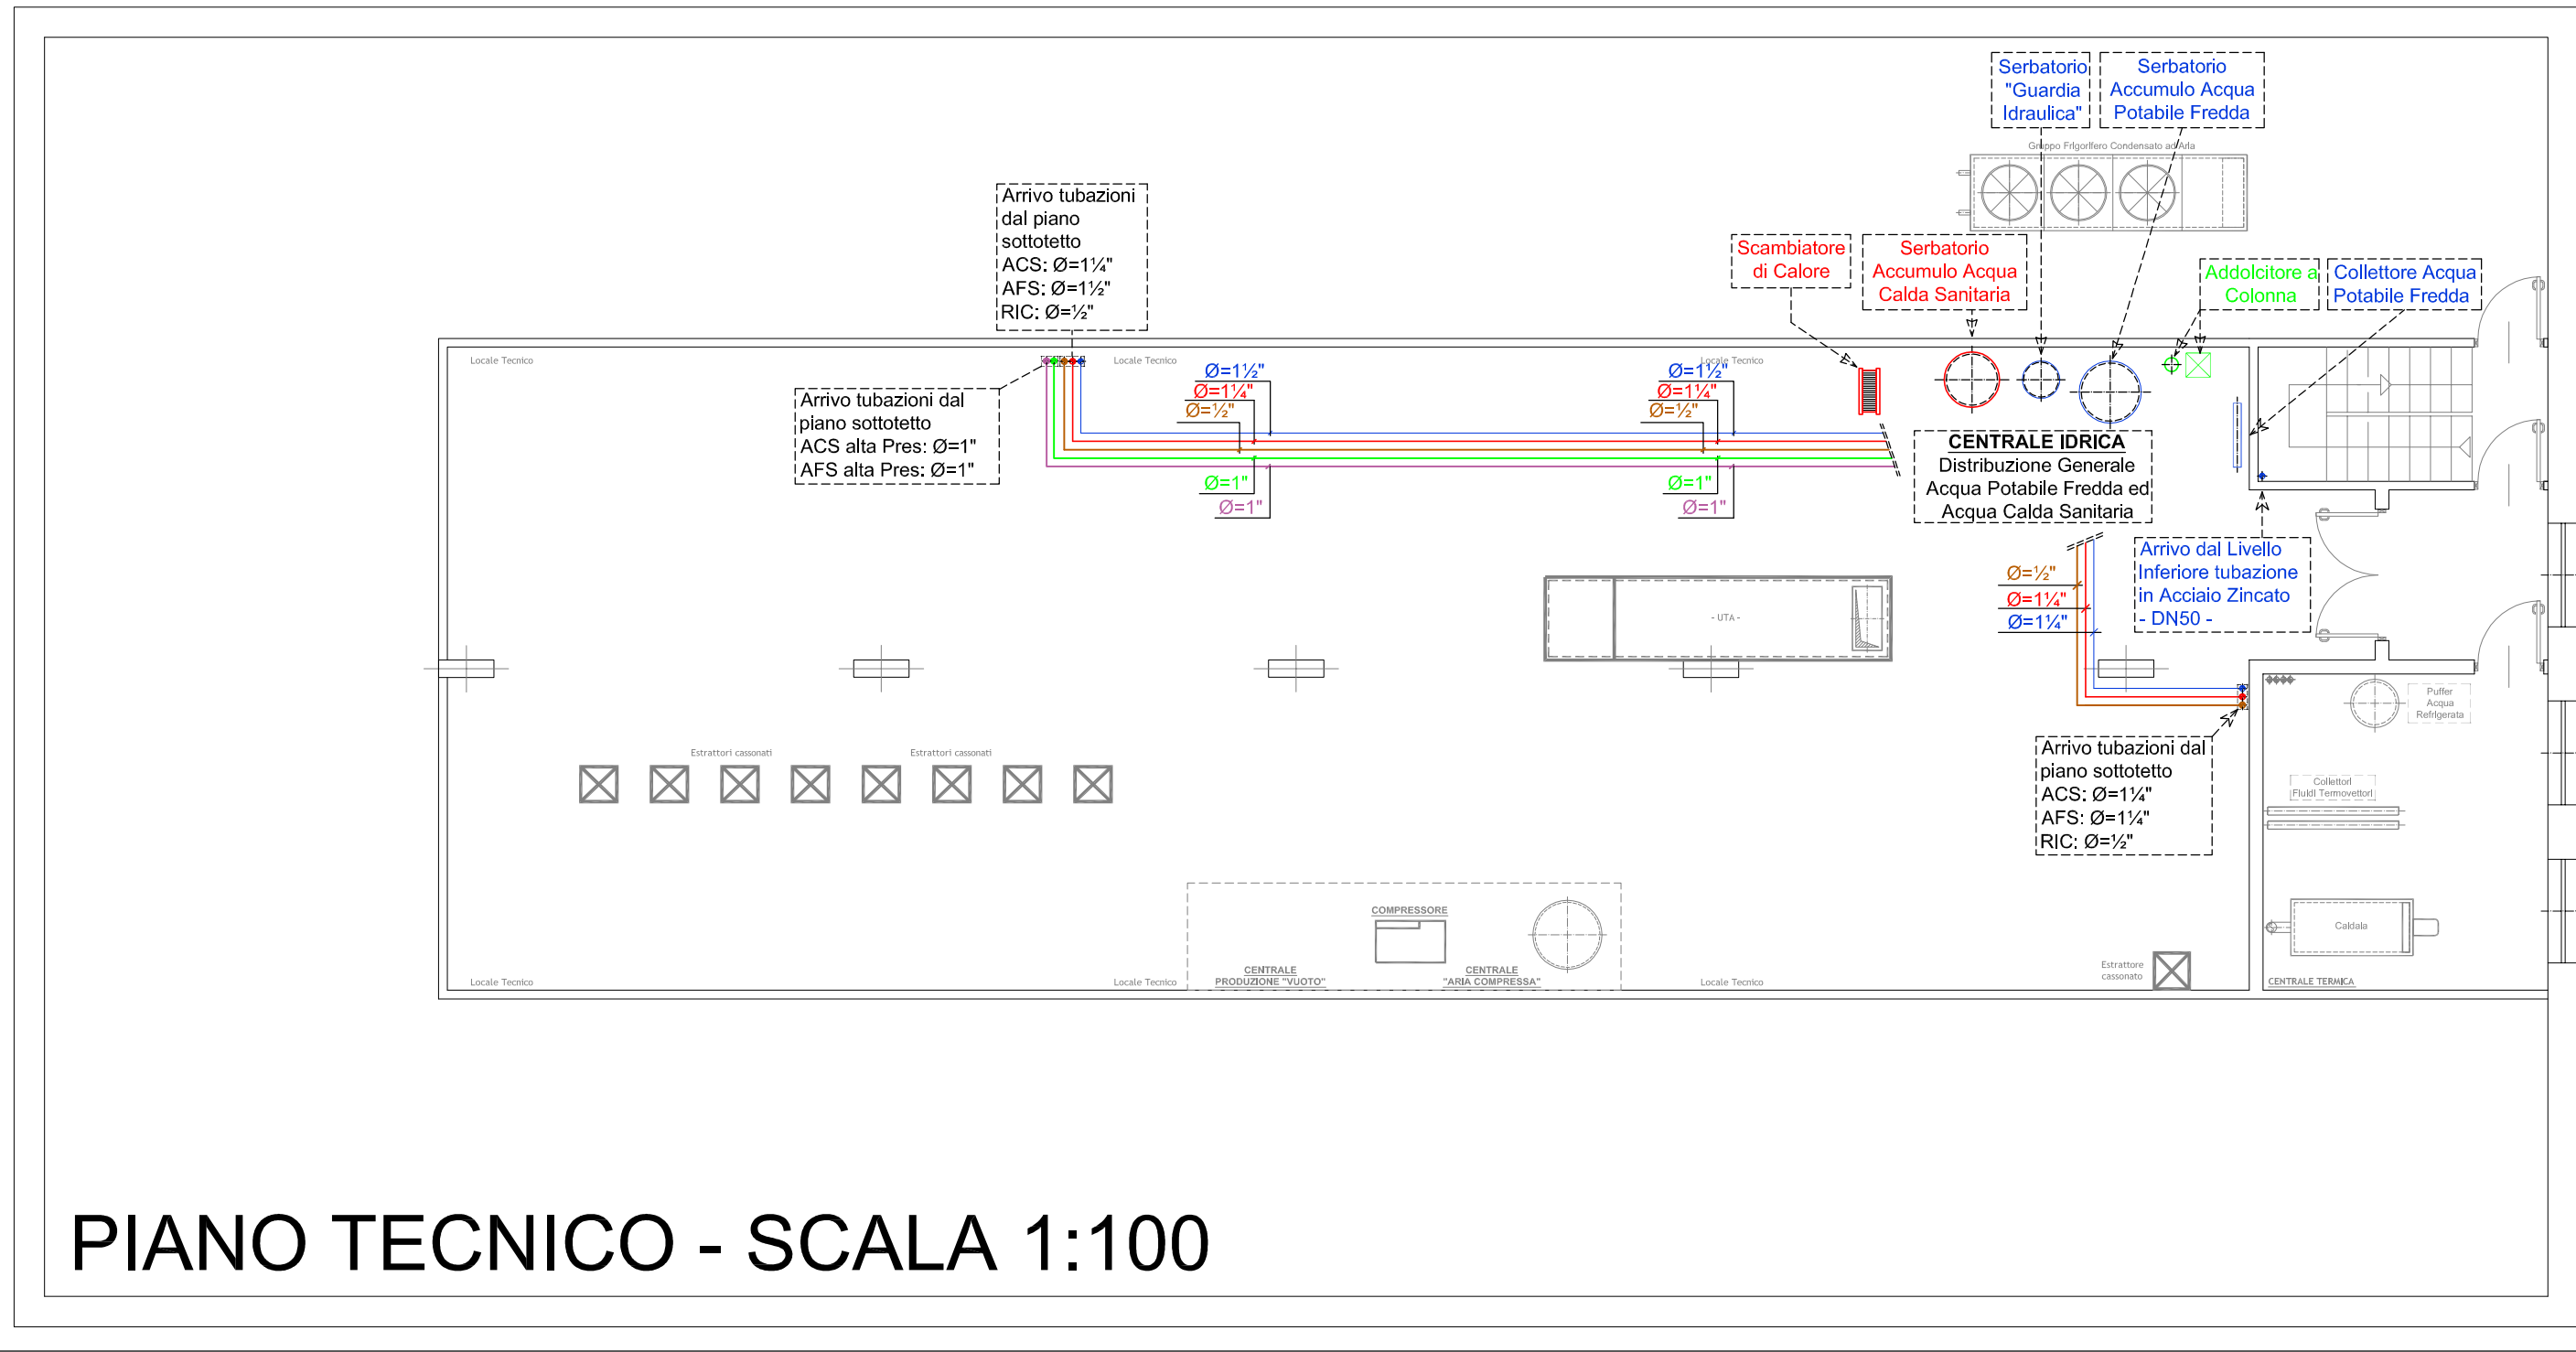 Serbatorio
"Guardia
Idraulica"
Serbatorio
Accumulo Acqua
Potabile Fredda
Gruppo Frigorifero Condensato ad Aria
Arrivo tubazioni
dal piano
sottotetto
ACS: Ø=1¼"
AFS: Ø=1½"
RIC: Ø=½"
Scambiatore
di Calore
Serbatorio
Accumulo Acqua
Calda Sanitaria
Addolcitore a
Colonna
Collettore Acqua
Potabile Fredda
Locale Tecnico
Locale Tecnico
Locale Tecnico
Arrivo tubazioni dal
piano sottotetto
ACS alta Pres: Ø=1"
AFS alta Pres: Ø=1"
Ø=1½"
Ø=1¼"
Ø=½"
Ø=1"
Ø=1"
Ø=1½"
Ø=1¼"
Ø=½"
Ø=1"
Ø=1"
CENTRALE IDRICA
Distribuzione Generale
Acqua Potabile Fredda ed
Acqua Calda Sanitaria
Arrivo dal Livello
Inferiore tubazione
in Acciaio Zincato
- DN50 -
Ø=½"
Ø=1¼"
Ø=1¼"
- UTA -
Puffer
Acqua
Refrigerata
Estrattori cassonati
Estrattori cassonati
Arrivo tubazioni dal
piano sottotetto
ACS: Ø=1¼"
AFS: Ø=1¼"
RIC: Ø=½"
Collettori
Fluidi Termovettori
COMPRESSORE
Caldaia
CENTRALE
PRODUZIONE "VUOTO"
CENTRALE
"ARIA COMPRESSA"
Estrattore
cassonato
Locale Tecnico
Locale Tecnico
Locale Tecnico
CENTRALE TERMICA
PIANO TECNICO - SCALA 1:100